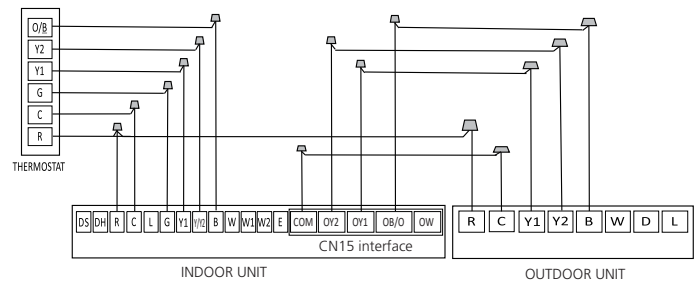 O/B
Y2
Y1
G
C
R
THERMOSTAT
DS DH R C L G Y1 Y/Y2 B W W1 W2 E COM OY2 OY1 OB/O OW
CN15 interface
INDOOR UNIT
R C Y1 Y2 B W D L
OUTDOOR UNIT